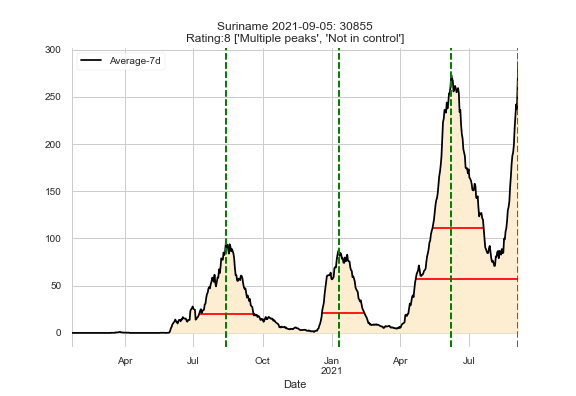 Suriname 2021-09-05: 30855
Rating:8 ['Multiple peaks', 'Not in control']
Average-7d
300
250
200
150
100
50
0
Apr
Jul
Oct
Jan
2021
Apr
Jul
Date